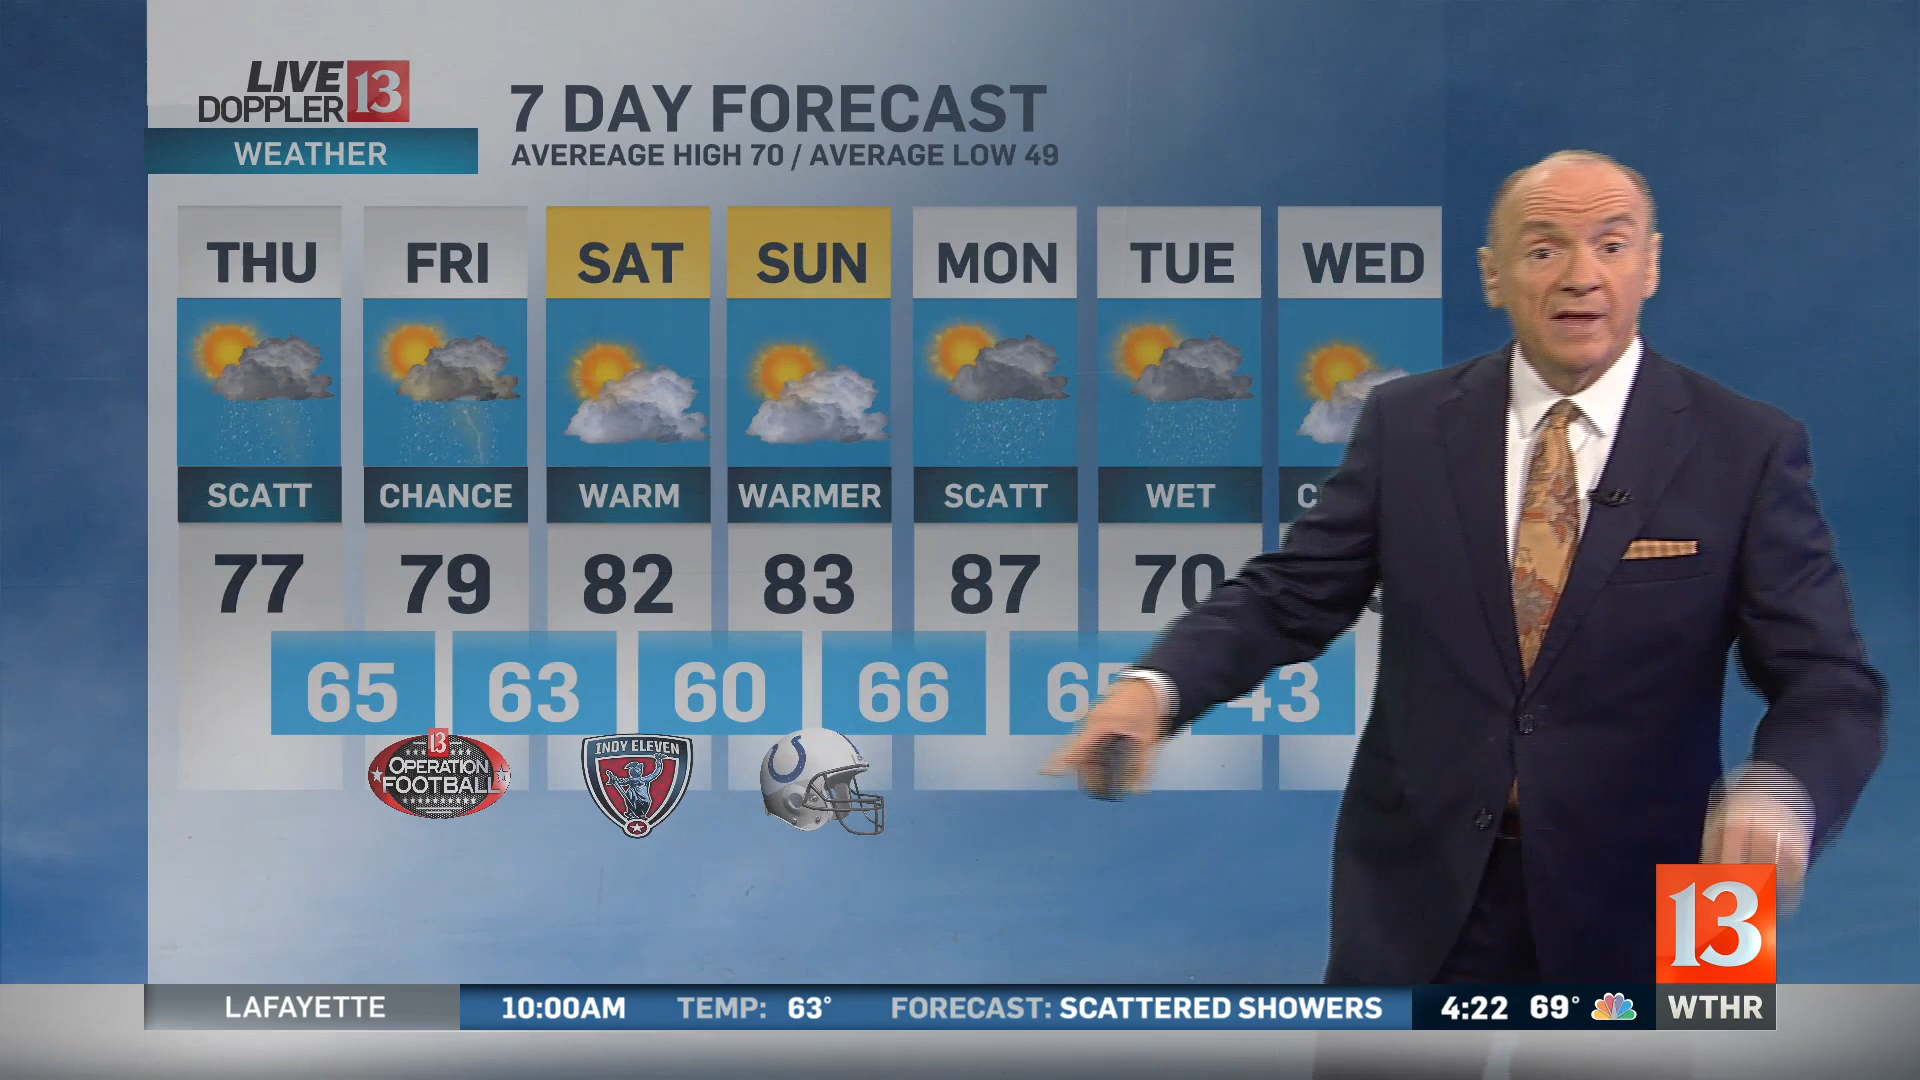 LIVE
DOPPLER 13
WEATHER
7 DAY FORECAST
AVEREAGE HIGH 70 / AVERAGE LOW 49
THU FRI SAT SUN MON TUE WED
SCATT CHANCE WARM WARMER SCATT WET
77 79 82 83 87 70
65 63 60 66 65 43
13
OPERATION
FOOTBALL
INDY ELEVEN
13
LAFAYETTE 10:00AM TEMP: 63° FORECAST: SCATTERED SHOWERS 4:22 69° WTHR